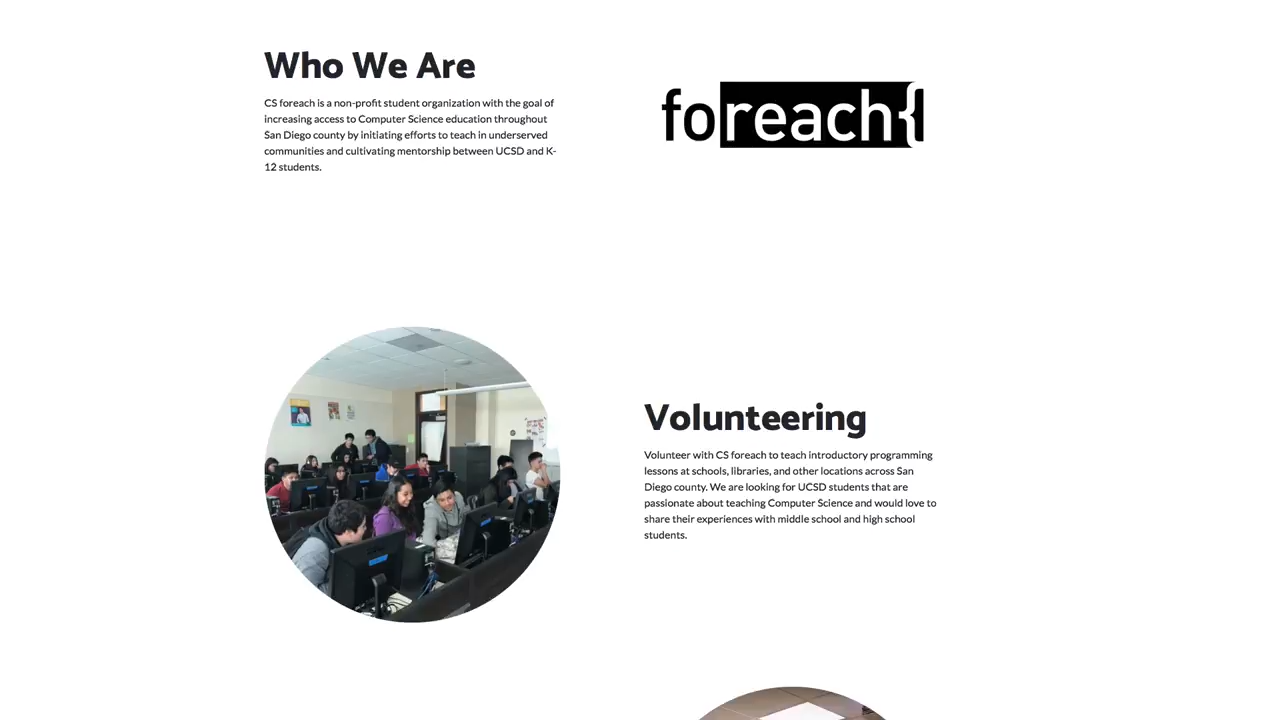 Who We Are
CS foreach is a non-profit student organization with the goal of
increasing access to Computer Science education throughout
San Diego county by initiating efforts to teach in underserved
communities and cultivating mentorship between UCSD and K-
12 students.
foreach{
Volunteering
Volunteer with CS foreach to teach introductory programming
lessons at schools, libraries, and other locations across San
Diego county. We are looking for UCSD students that are
passionate about teaching Computer Science and would love to
share their experiences with middle school and high school
students.